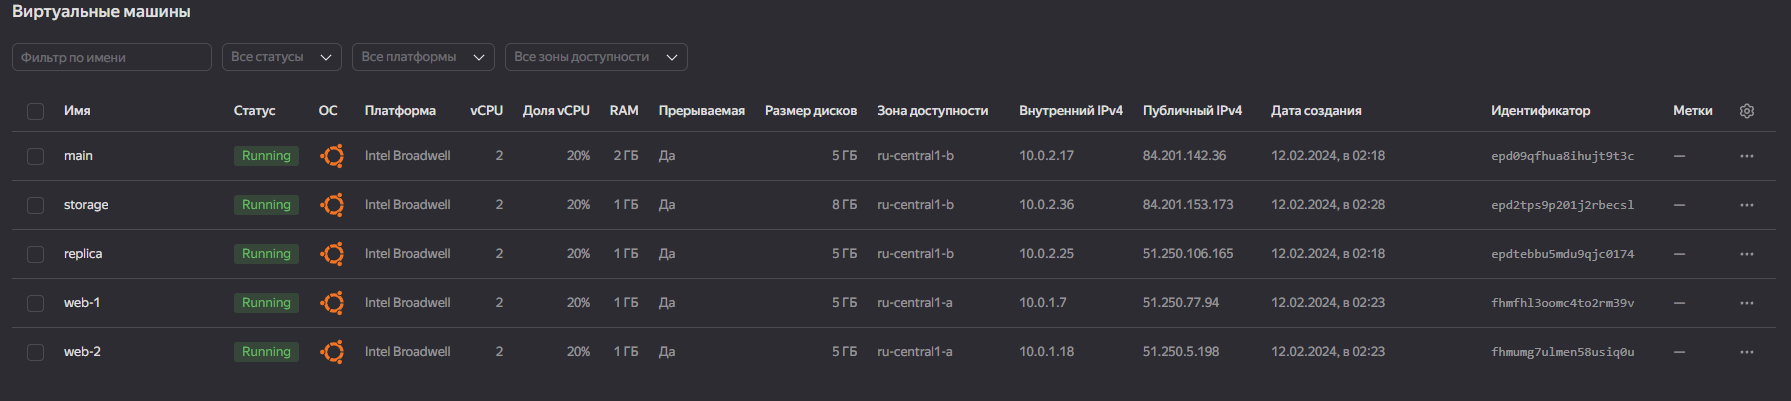 Виртуальные машины
Фильтр по имени Все статусы Все платформы Все зоны доступности
Имя Статус ОС Платформа vCPU Доля vCPU RAM Прерываемая Размер дисков Зона доступности Внутренний IPv4 Публичный IPv4 Дата создания Идентификатор Метки
main Running Intel Broadwell 2 20% 2 ГБ Да 5 ГБ ru-central1-b 10.0.2.17 84.201.142.36 12.02.2024, в 02:18 epd09qfhua8ihujt9t3c —
storage Running Intel Broadwell 2 20% 1 ГБ Да 8 ГБ ru-central1-b 10.0.2.36 84.201.153.173 12.02.2024, в 02:28 epd2tps9p201j2rbecsl —
replica Running Intel Broadwell 2 20% 1 ГБ Да 5 ГБ ru-central1-b 10.0.2.25 51.250.106.165 12.02.2024, в 02:18 epdtebbu5mdu9qjc0174 —
web-1 Running Intel Broadwell 2 20% 1 ГБ Да 5 ГБ ru-central1-a 10.0.1.7 51.250.77.94 12.02.2024, в 02:23 fhmfhl3oomc4to2rm39v —
web-2 Running Intel Broadwell 2 20% 1 ГБ Да 5 ГБ ru-central1-a 10.0.1.18 51.250.5.198 12.02.2024, в 02:23 fhmumg7ulmen58usiq0u —